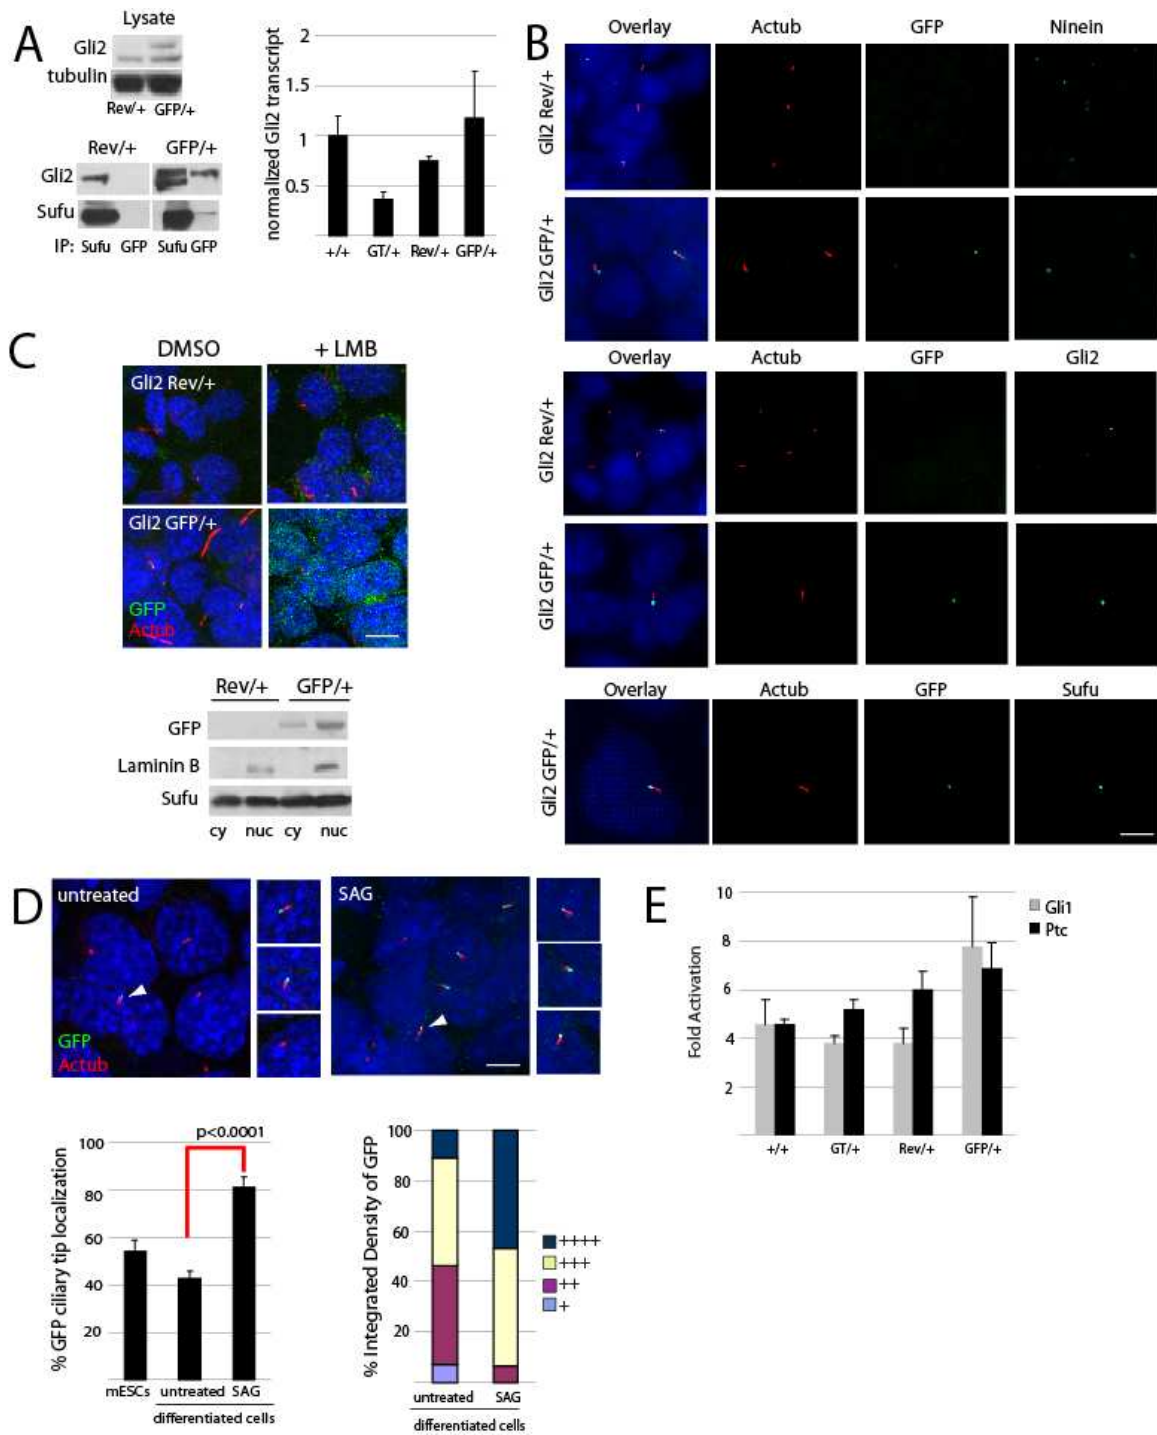 A
Lysate
Gli2
tubulin
Rev/+ GFP/+
Rev/+ GFP/+
Gli2
Sufu
IP: Sufu GFP Sufu GFP
normalized Gli2 transcript
2
1.5
1
0.5
+/+ GT/+ Rev/+ GFP/+
B
Overlay Actub GFP Ninein
Gli2 Rev/+
Gli2 GFP/+
Overlay Actub GFP Gli2
Gli2 Rev/+
Gli2 GFP/+
Overlay Actub GFP Sufu
Gli2 GFP/+
C
DMSO + LMB
Gli2 Rev/+
Gli2 GFP/+
GFP
Actub
Rev/+ GFP/+
GFP
Laminin B
Sufu
cy nuc cy nuc
D
untreated
SAG
GFP
Actub
% GFP ciliary tip localization
100
80
60
40
20
p<0.0001
mESCs untreated SAG
differentiated cells
% Integrated Density of GFP
100
80
60
40
20
++++
+++
++
+
untreated SAG
differentiated cells
E
Fold Activation
10
8
6
4
2
Gli1
Ptc
+/+ GT/+ Rev/+ GFP/+